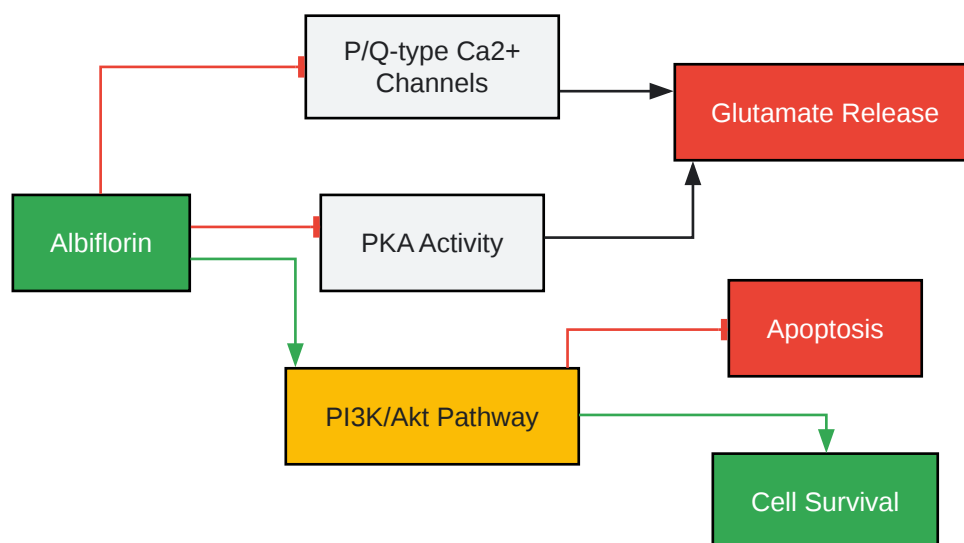 P/Q-type Ca2+
Channels
Glutamate Release
Albiflorin
PKA Activity
Apoptosis
PI3K/Akt Pathway
Cell Survival